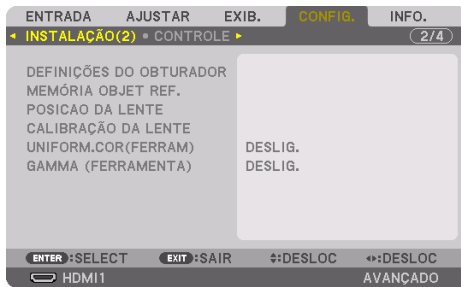 ENTRADA AJUSTAR EXIB. CONFIG. INFO.
INSTALAÇÃO(2) CONTROLE 2/4
DEFINIÇÕES DO OBTURADOR
MEMÓRIA OBJET REF.
POSICAO DA LENTE
CALIBRAÇÃO DA LENTE
UNIFORM.COR(FERRAM) DESLIG.
GAMMA (FERRAMENTA) DESLIG.
ENTER :SELECT EXIT :SAIR :DESLOC :DESLOC
HDMI1 AVANÇADO